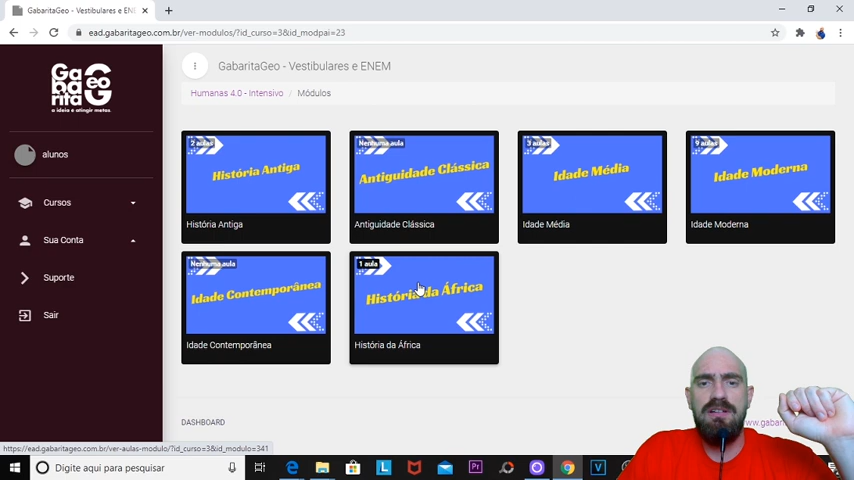 GabaritaGeo - Vestibulares e EN
ead.gabaritageo.com.br/ver-modulos/?id_curso=3&id_modpai=23
Gabarita Geo
a ideia é atingir metas.
GabaritaGeo - Vestibulares e ENEM
Humanas 4.0 - Intensivo / Módulos
alunos
Cursos
Sua Conta
Suporte
Sair
2 aulas
História Antiga
História Antiga
Nenhuma aula
Antiguidade Clássica
Antiguidade Clássica
3 aulas
Idade Média
Idade Média
9 aulas
Idade Moderna
Idade Moderna
Nenhuma aula
Idade Contemporânea
Idade Contemporânea
1 aula
História da África
História da África
DASHBOARD
www.gabari
https://ead.gabaritageo.com.br/ver-aulas-modulo/?id_curso=3&id_modulo=341
Digite aqui para pesquisar